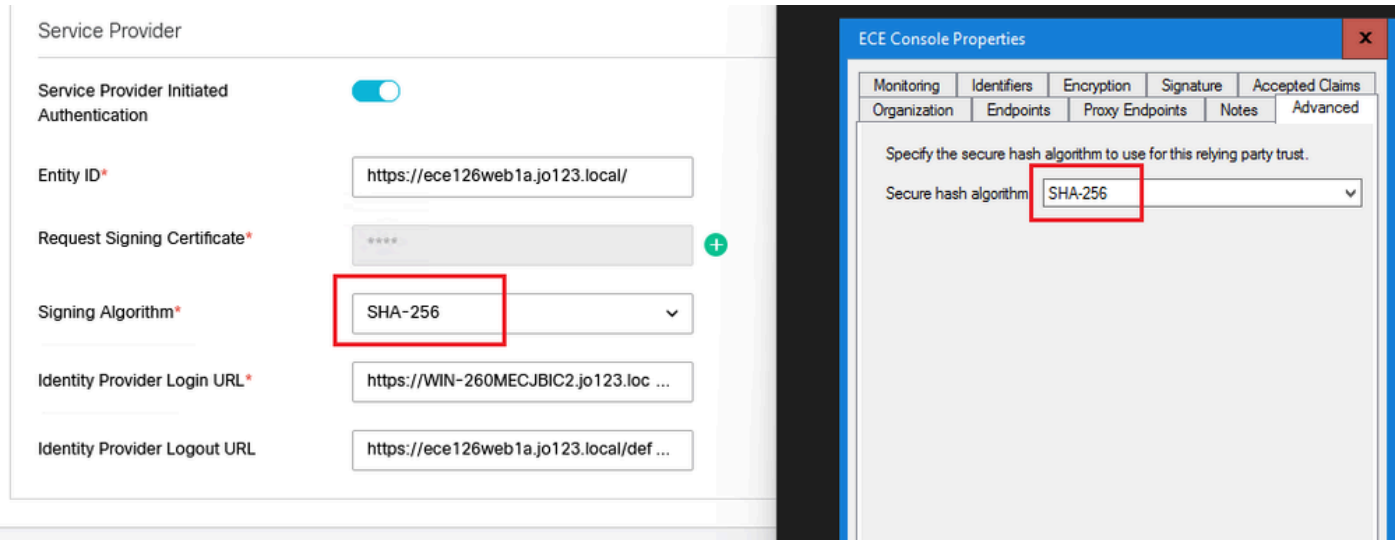 Service Provider
Service Provider Initiated
Authentication
Entity ID*
https://ece126web1a.jo123.local/
Request Signing Certificate*
****
Signing Algorithm*
SHA-256
Identity Provider Login URL*
https://WIN-260MECJBIC2.jo123.loc ...
Identity Provider Logout URL
https://ece126web1a.jo123.local/def ...
ECE Console Properties
x
Monitoring Identifiers Encryption Signature Accepted Claims
Organization Endpoints Proxy Endpoints Notes Advanced
Specify the secure hash algorithm to use for this relying party trust.
Secure hash algorithm SHA-256